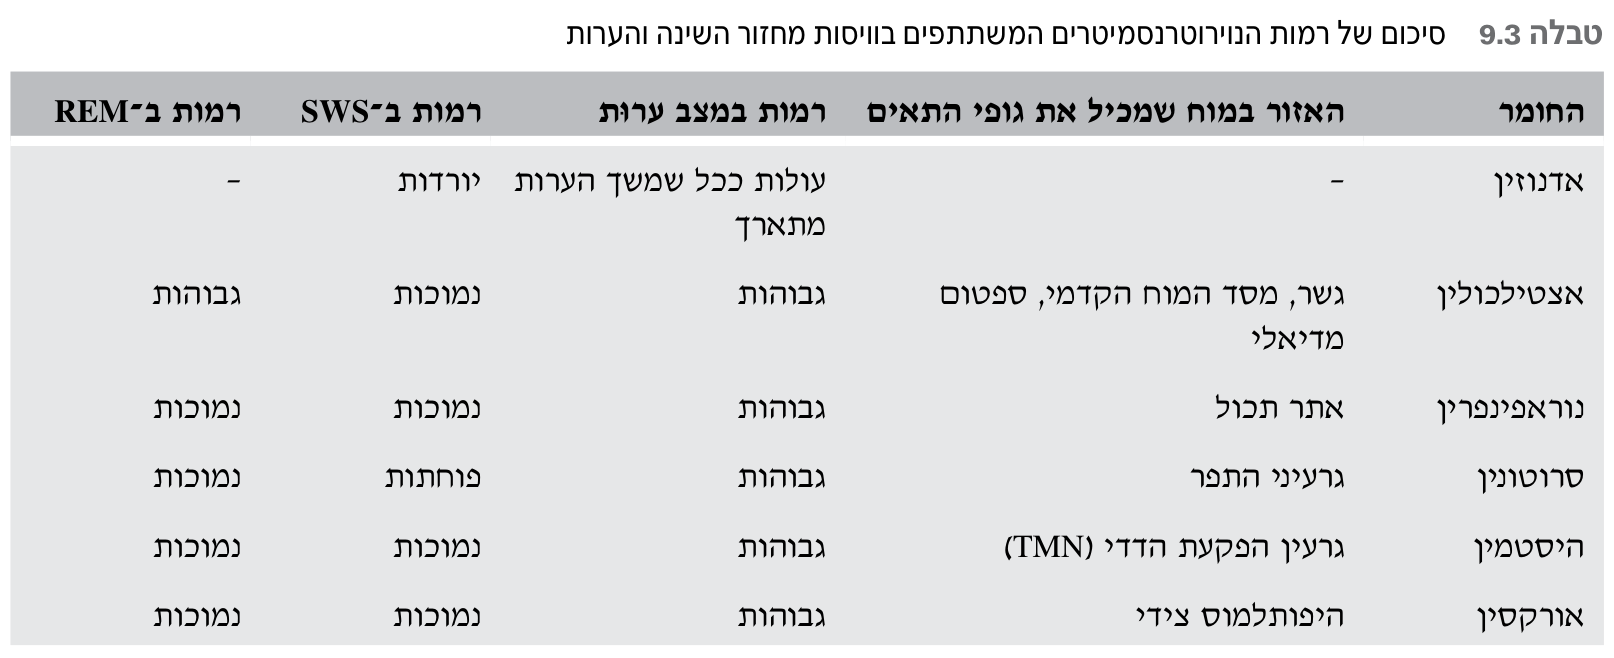 טבלה 9.3 סיכום של רמות הנוירוטרנסמיטרים המשתתפים בוויסות מחזור השינה והערות
החומר האזור במוח שמכיל את גופי התאים רמות במצב ערוּת רמות ב־SWS רמות ב־REM
אדנוזין – עולות ככל שמשך הערות יורדות –
מתארך
אצטילכולין גשר, מסד המוח הקדמי, ספטום גבוהות נמוכות גבוהות
מדיאלי
נוראפינפרין אתר תכול גבוהות נמוכות נמוכות
סרוטונין גרעיני התפר גבוהות פוחתות נמוכות
היסטמין גרעין הפקעת הדדי (TMN) גבוהות נמוכות נמוכות
אורקסין היפותלמוס צידי גבוהות נמוכות נמוכות